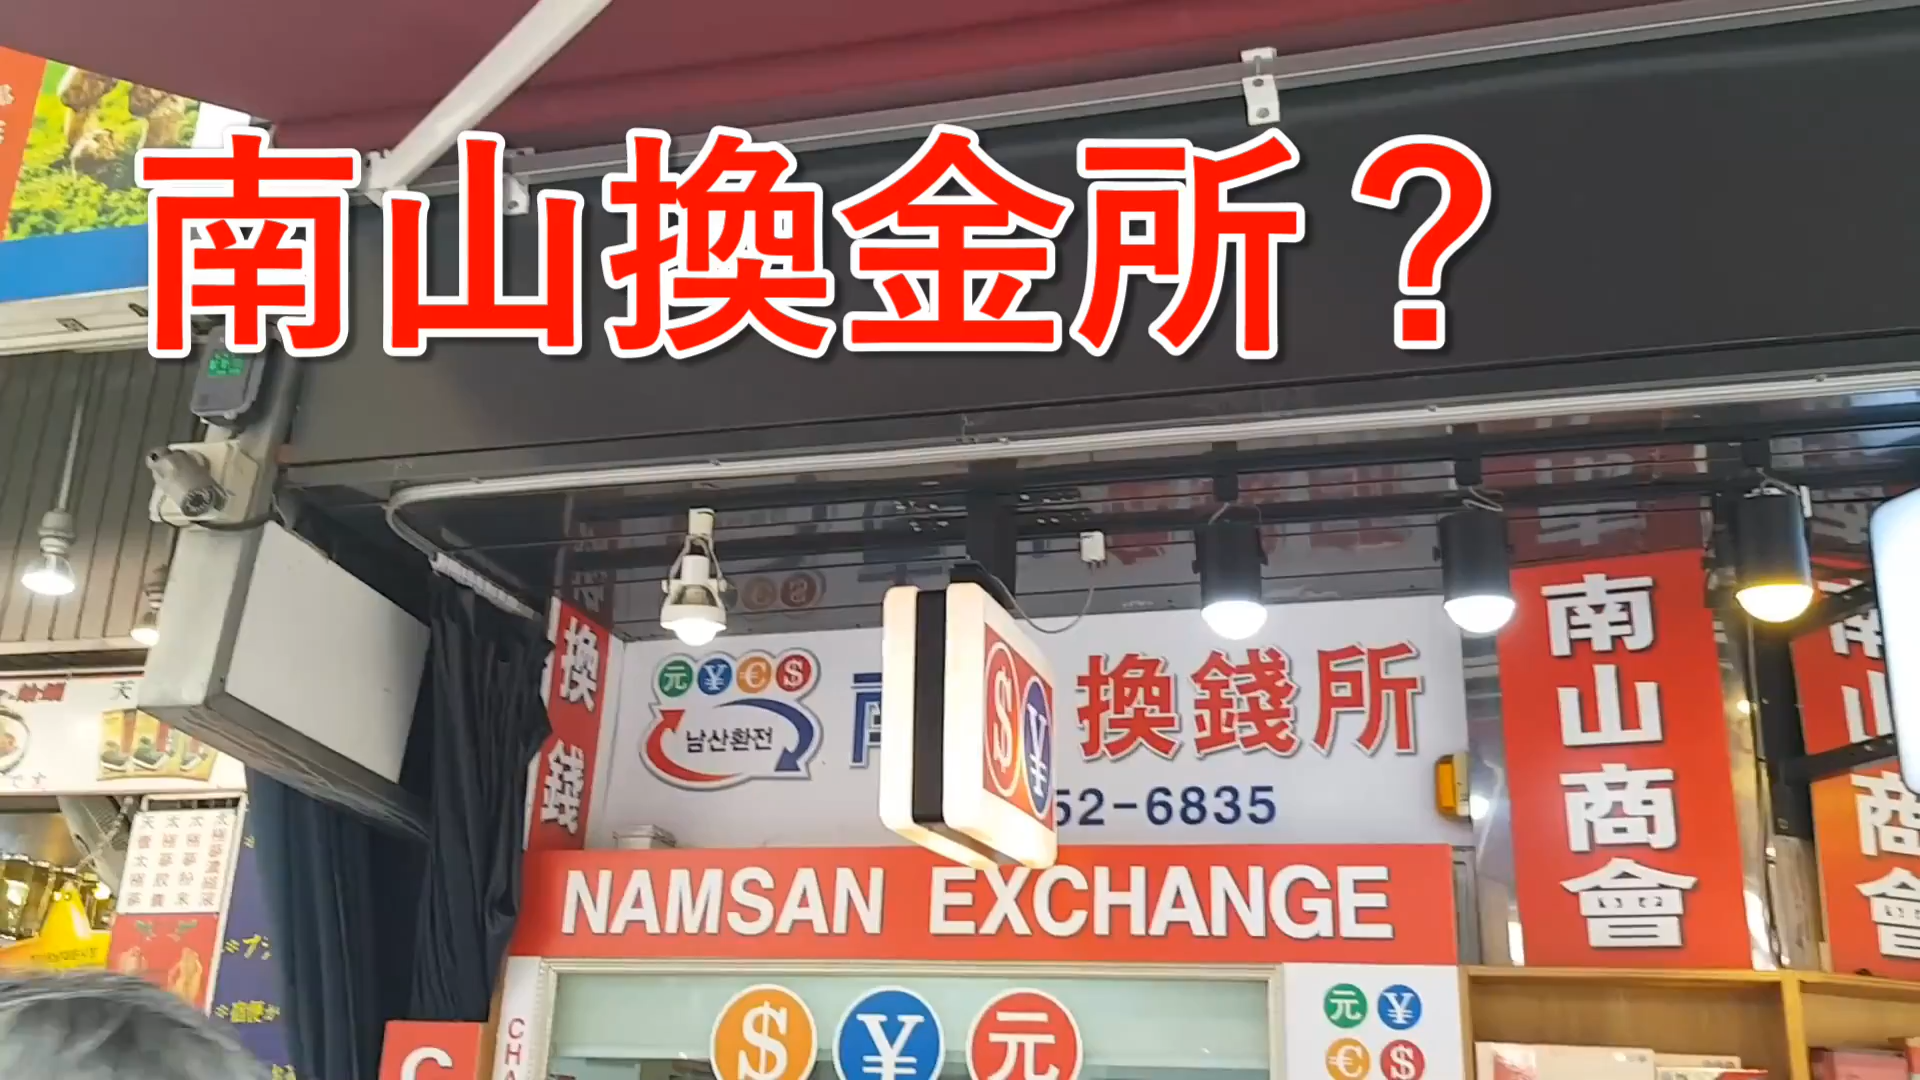 南山換金所？
換錢
元 ¥ € $
남산환전
換錢所
52-6835
$ ¥
NAMSAN EXCHANGE
南山商會
$ ¥ 元
元 ¥
€ $
CHA
C